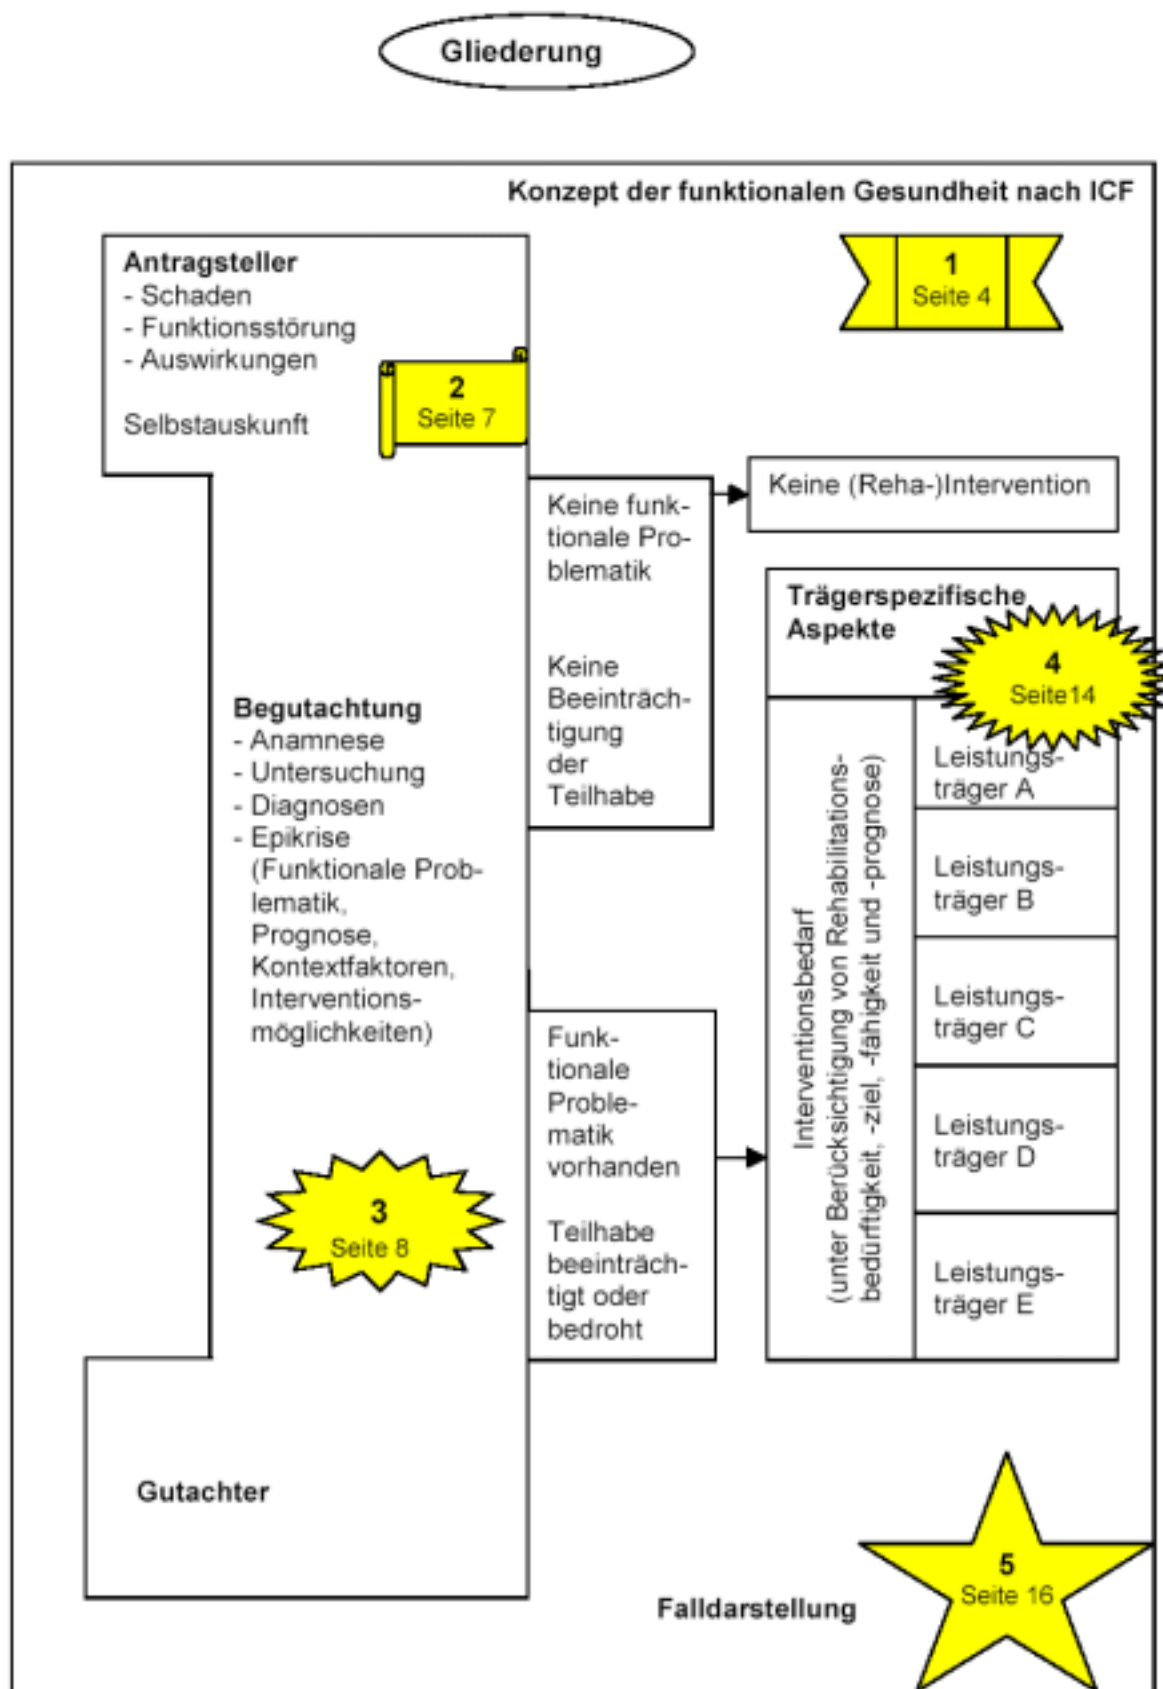 Gliederung
Konzept der funktionalen Gesundheit nach ICF
1
Seite 4
Antragsteller
- Schaden
- Funktionsstörung
- Auswirkungen
Selbstauskunft
2
Seite 7
Keine funk-
tionale Pro-
blematik
Keine
Beeinträch-
tigung
der
Teilhabe
Keine (Reha-)Intervention
Trägerspezifische
Aspekte
4
Seite14
Begutachtung
- Anamnese
- Untersuchung
- Diagnosen
- Epikrise
(Funktionale Prob-
lematik,
Prognose,
Kontextfaktoren,
Interventions-
möglichkeiten)
3
Seite 8
Funk-
tionale
Proble-
matik
vorhanden
Teilhabe
beeinträch-
tigt oder
bedroht
Interventionsbedarf
(unter Berücksichtigung von Rehabilitations-
bedürftigkeit, -ziel, -fähigkeit und -prognose)
Leistungs-
träger A
Leistungs-
träger B
Leistungs-
träger C
Leistungs-
träger D
Leistungs-
träger E
Gutachter
Falldarstellung
5
Seite 16